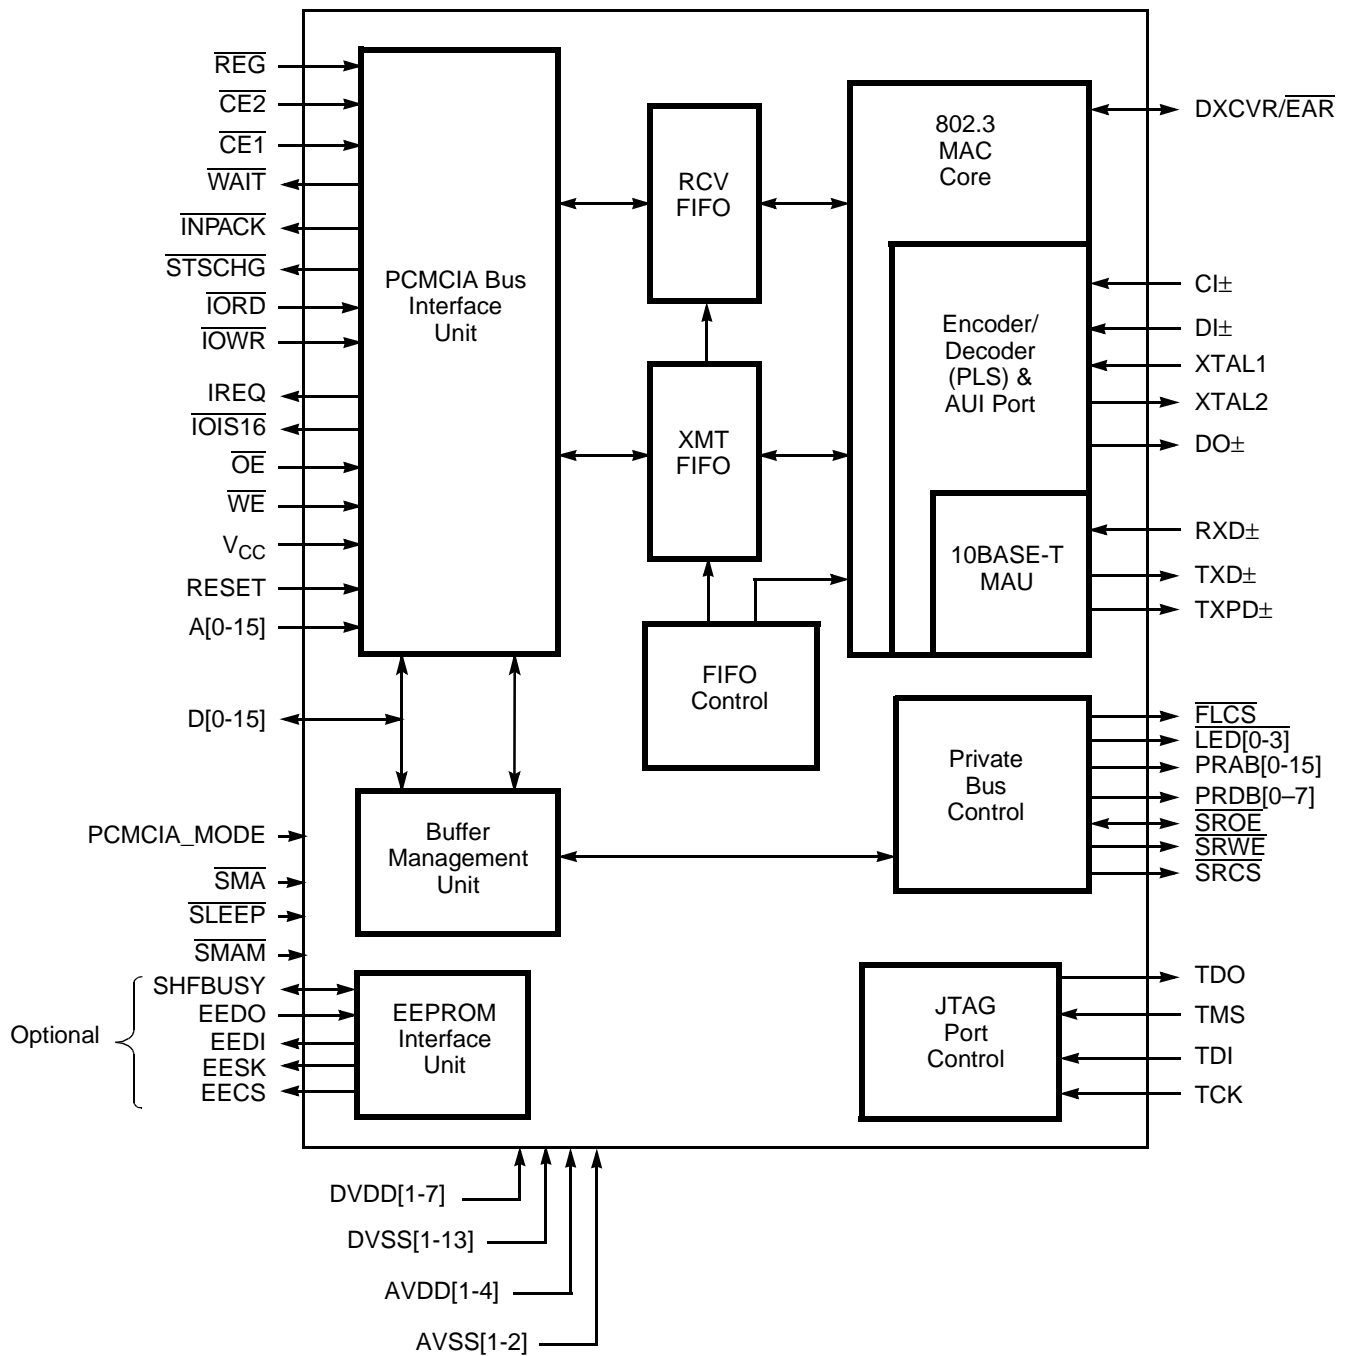 REG
CE2
CE1
WAIT
INPACK
STSCHG
IORD
IOWR
IREQ
IOIS16
OE
WE
VCC
RESET
A[0-15]
D[0-15]
PCMCIA_MODE
SMA
SLEEP
SMAM
SHFBUSY
EEDO
EEDI
EESK
EECS
Optional
PCMCIA Bus
Interface
Unit
Buffer
Management
Unit
EEPROM
Interface
Unit
RCV
FIFO
XMT
FIFO
FIFO
Control
802.3
MAC
Core
Encoder/
Decoder
(PLS) &
AUI Port
10BASE-T
MAU
Private
Bus
Control
JTAG
Port
Control
DXCVR/EAR
CI±
DI±
XTAL1
XTAL2
DO±
RXD±
TXD±
TXPD±
FLCS
LED[0-3]
PRAB[0-15]
PRDB[0–7]
SROE
SRWE
SRCS
TDO
TMS
TDI
TCK
DVDD[1-7]
DVSS[1-13]
AVDD[1-4]
AVSS[1-2]